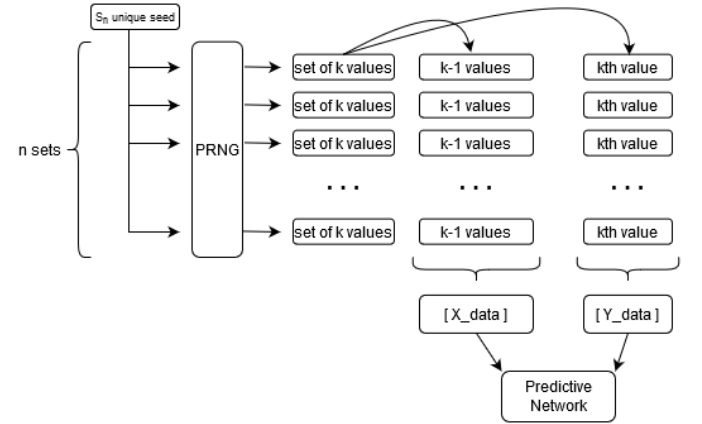 Sn unique seed
n sets
PRNG
set of k values
k-1 values
kth value
set of k values
k-1 values
kth value
set of k values
k-1 values
kth value
...
...
...
set of k values
k-1 values
kth value
[ X_data ]
[ Y_data ]
Predictive
Network